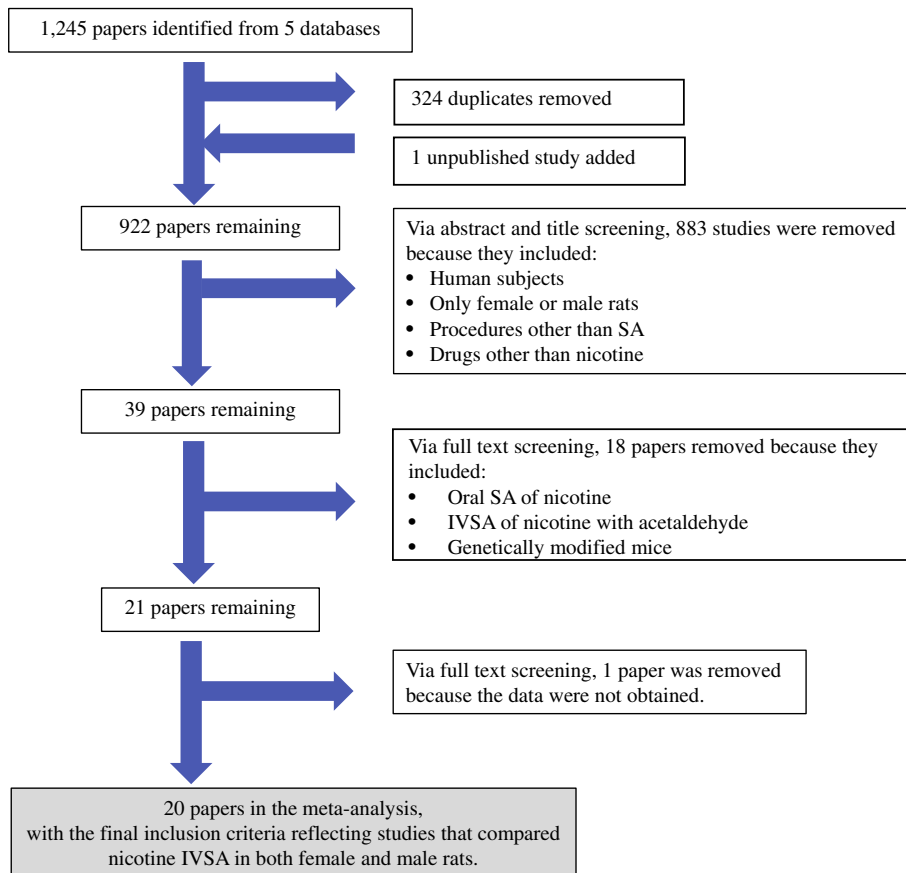 1,245 papers identified from 5 databases
324 duplicates removed
1 unpublished study added
922 papers remaining
Via abstract and title screening, 883 studies were removed
because they included:
• Human subjects
• Only female or male rats
• Procedures other than SA
• Drugs other than nicotine
39 papers remaining
Via full text screening, 18 papers removed because they
included:
• Oral SA of nicotine
• IVSA of nicotine with acetaldehyde
• Genetically modified mice
21 papers remaining
Via full text screening, 1 paper was removed
because the data were not obtained.
20 papers in the meta-analysis,
with the final inclusion criteria reflecting studies that compared
nicotine IVSA in both female and male rats.